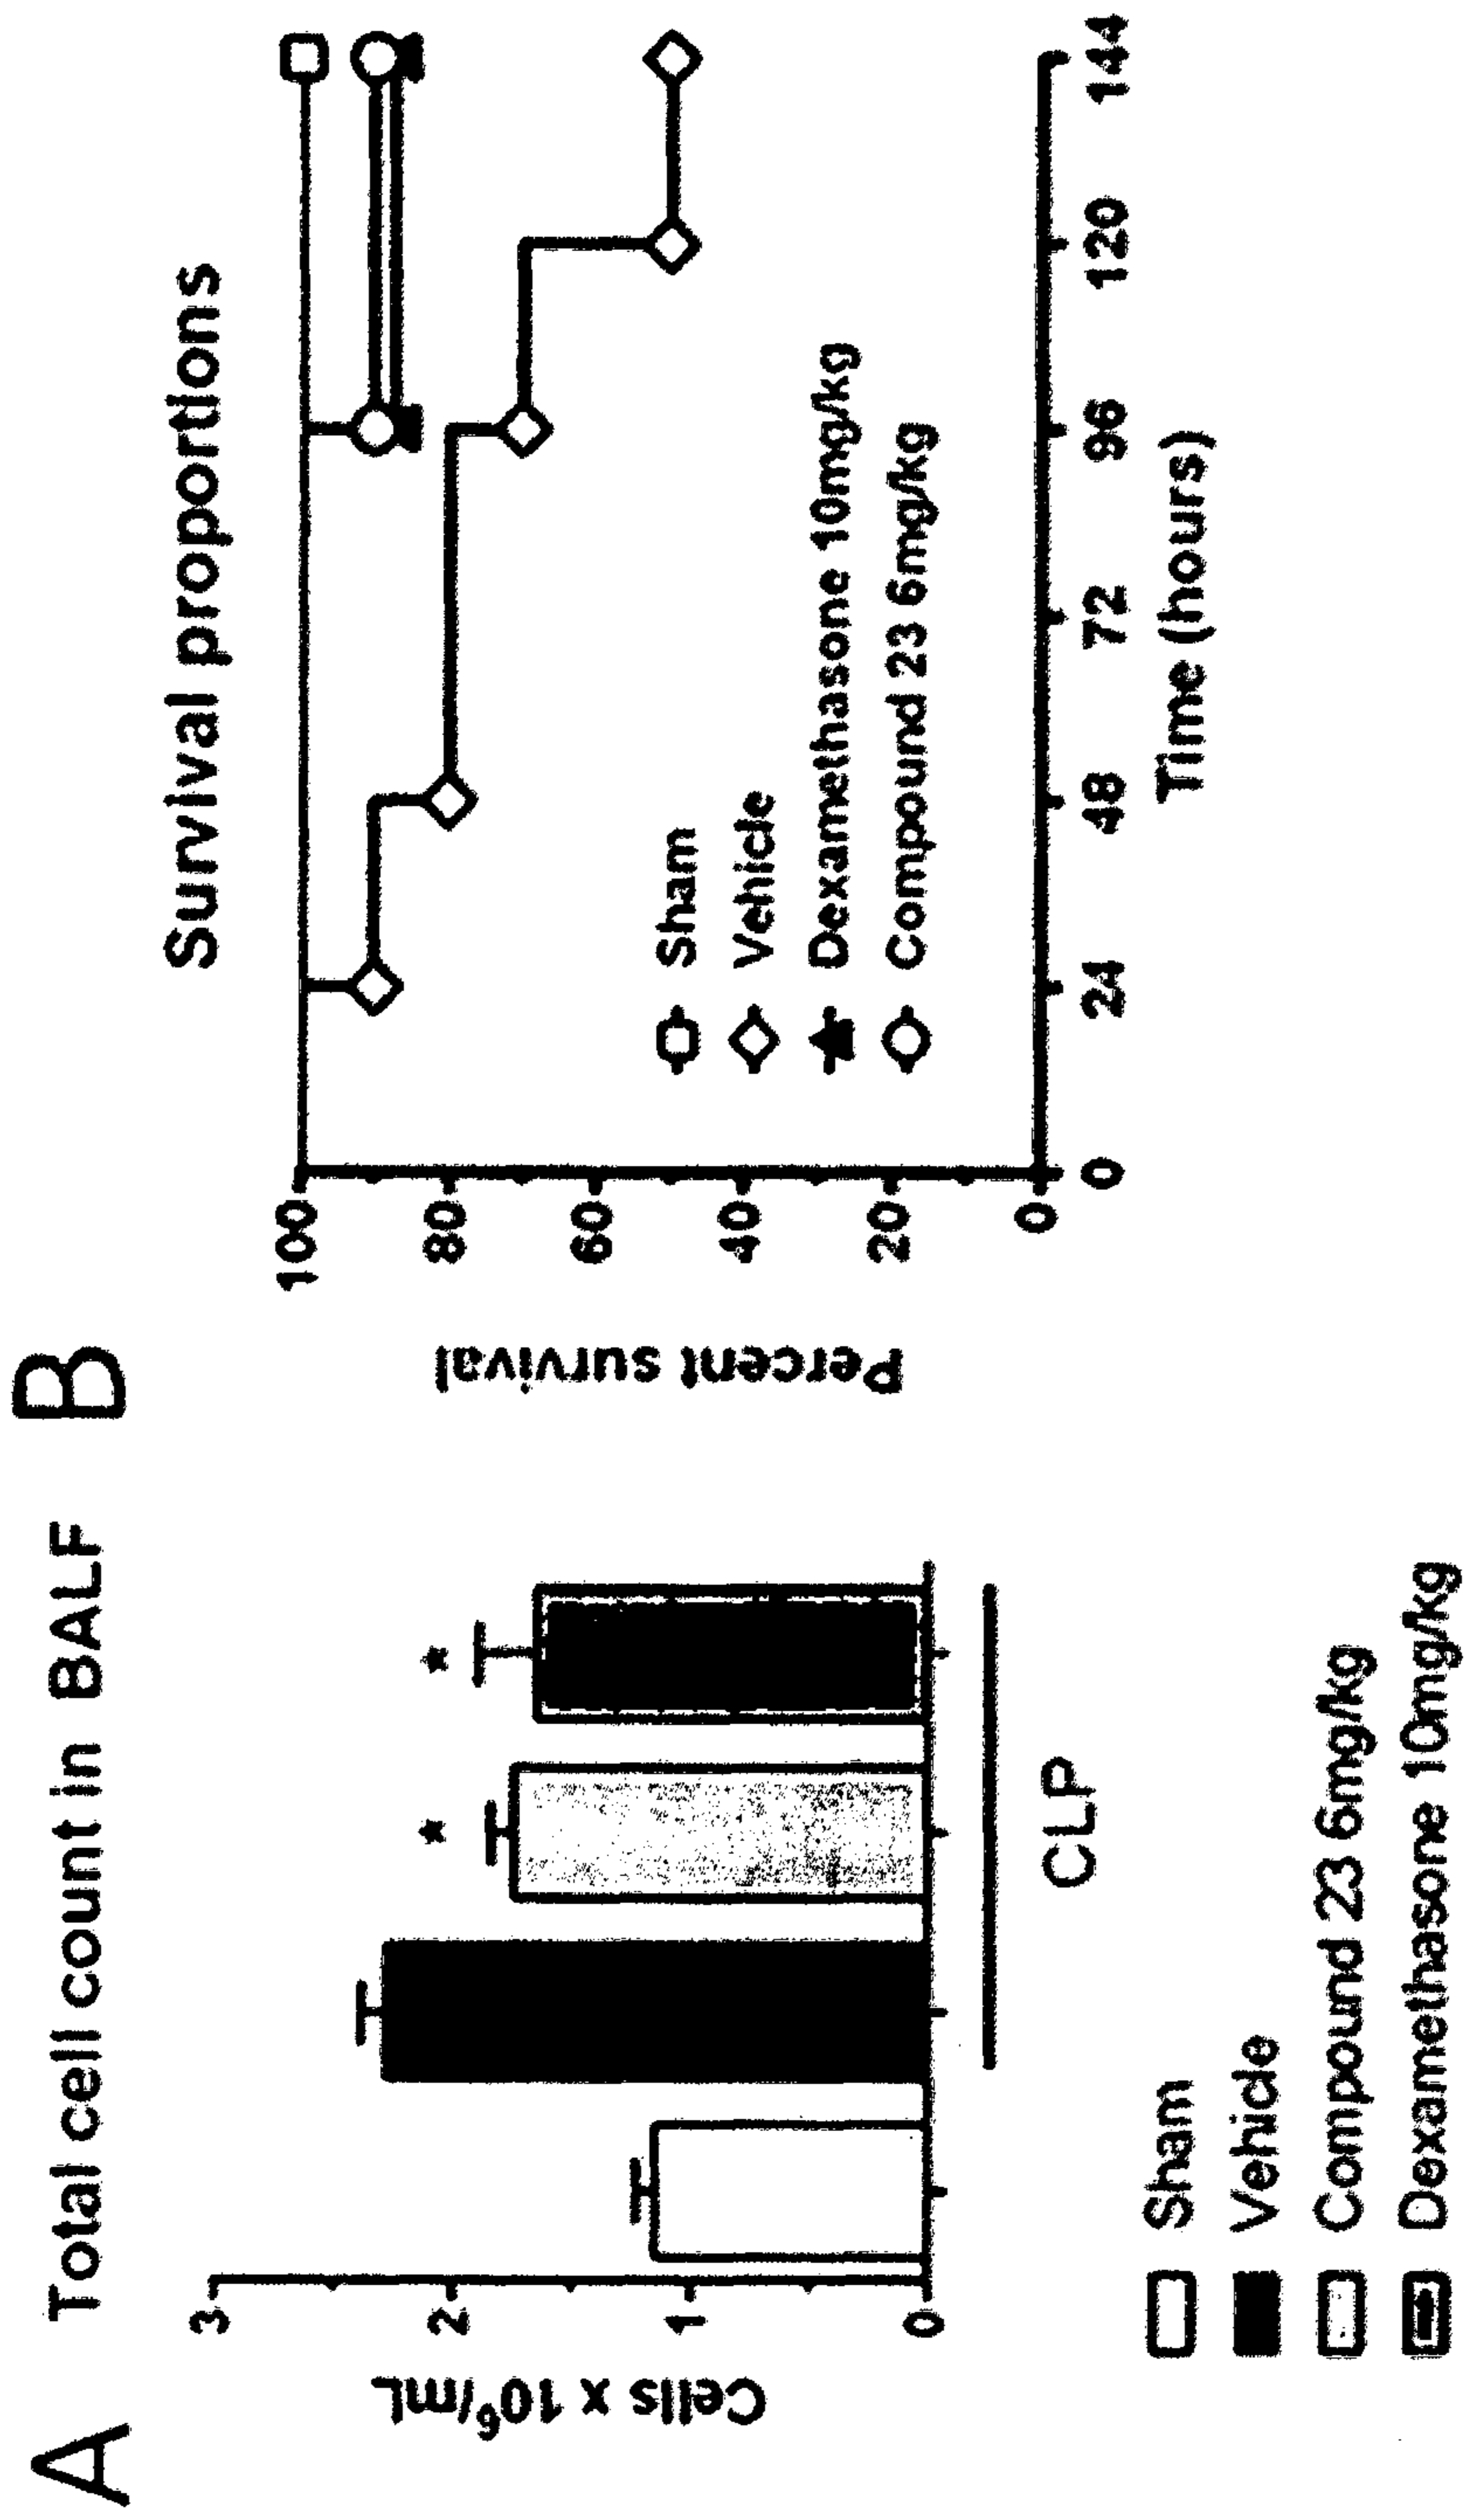 A
Total cell count in BALF
Cells x 10⁶/mL
3
2
1
0
*
*
CLP
Sham
Vehicle
Compound 23 6mg/kg
Dexamethasone 10mg/kg
B
Survival proportions
Percent survival
100
80
60
40
20
0
Sham
Vehicle
Dexamethasone 10mg/kg
Compound 23 6mg/kg
0 24 48 72 96 120 144
Time (hours)